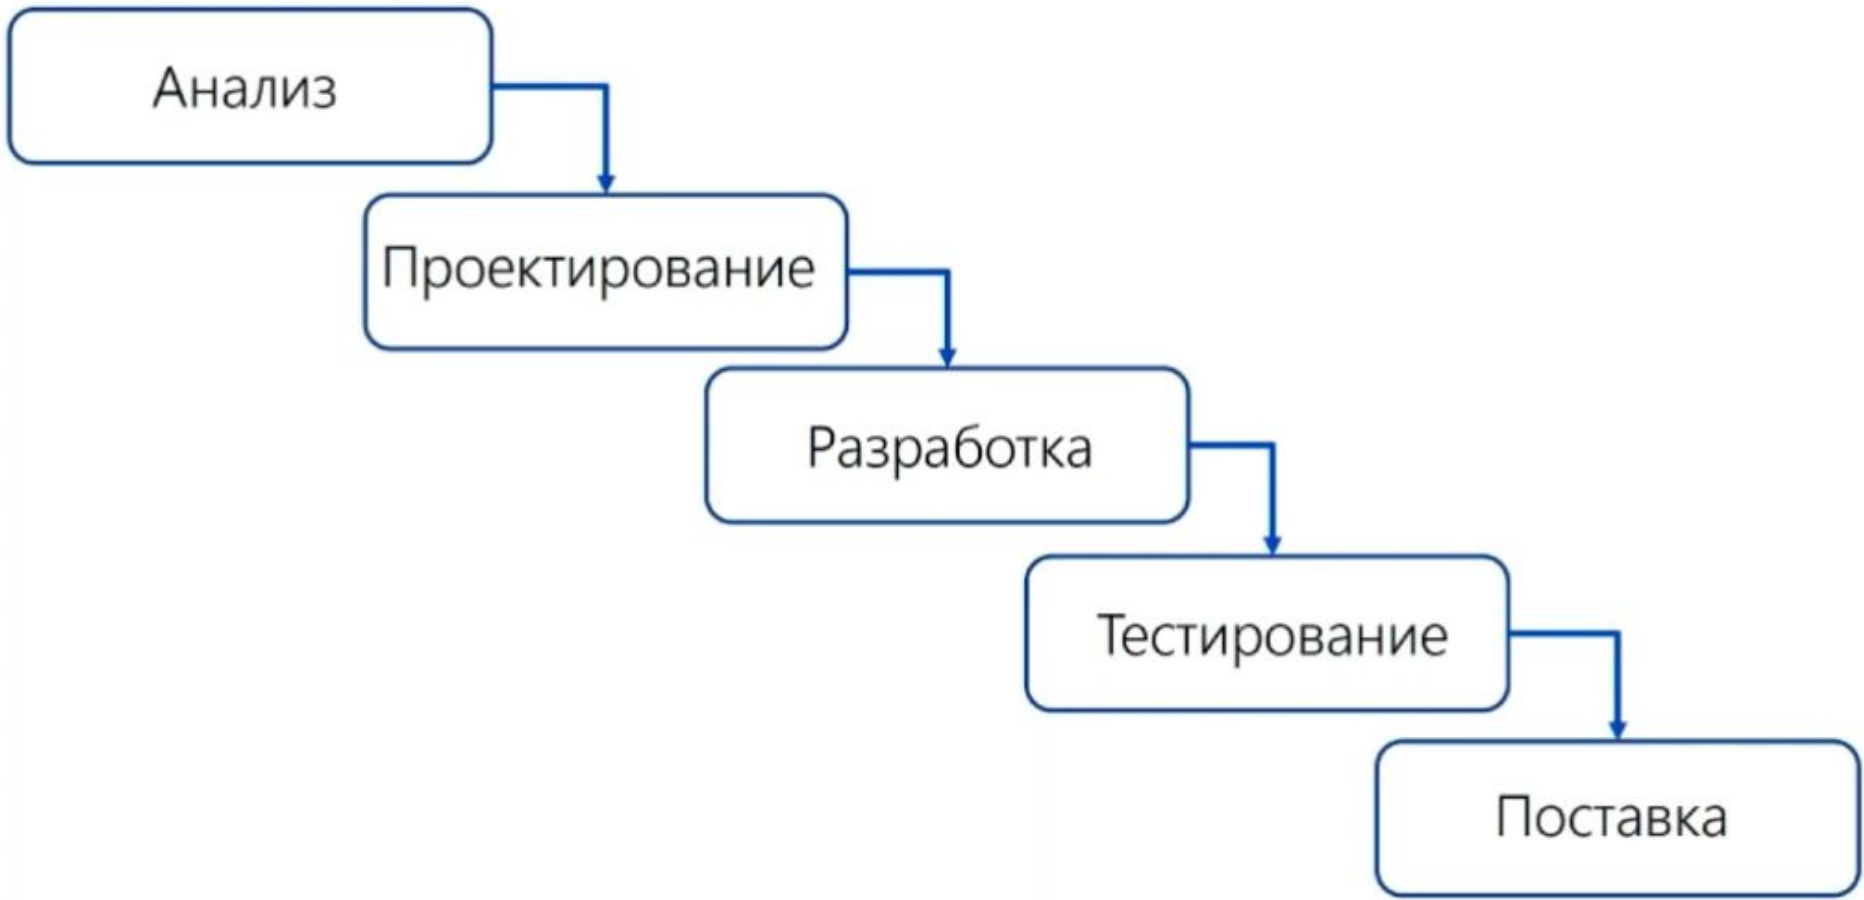 Анализ
Проектирование
Разработка
Тестирование
Поставка